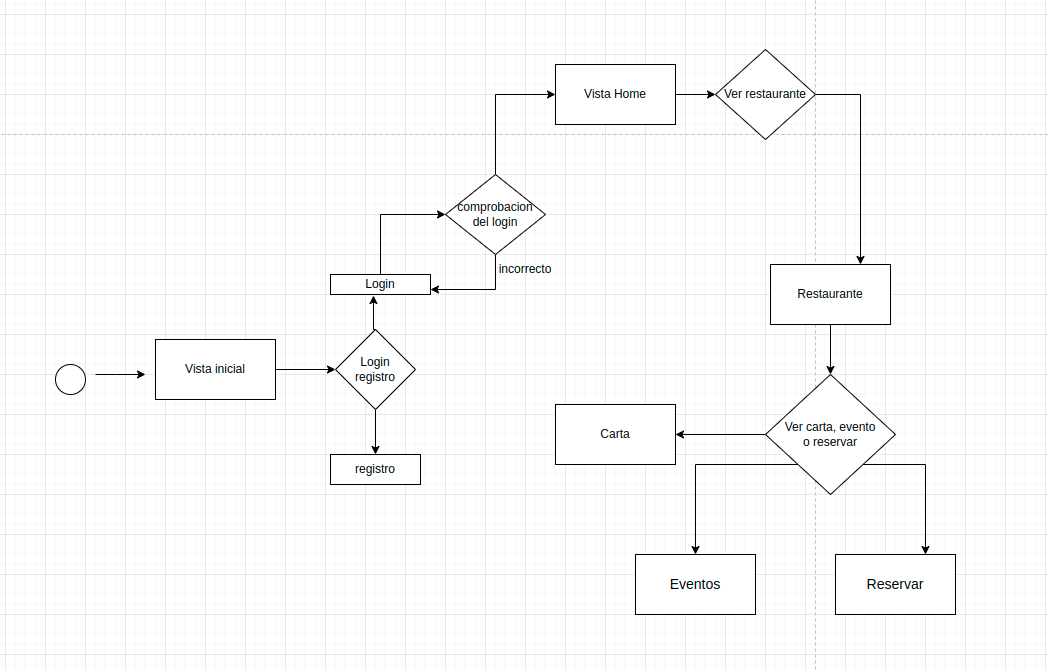 Vista Home
Ver restaurante
comprobacion
del login
incorrecto
Login
Restaurante
Vista inicial
Login
registro
registro
Carta
Ver carta, evento
o reservar
Eventos
Reservar